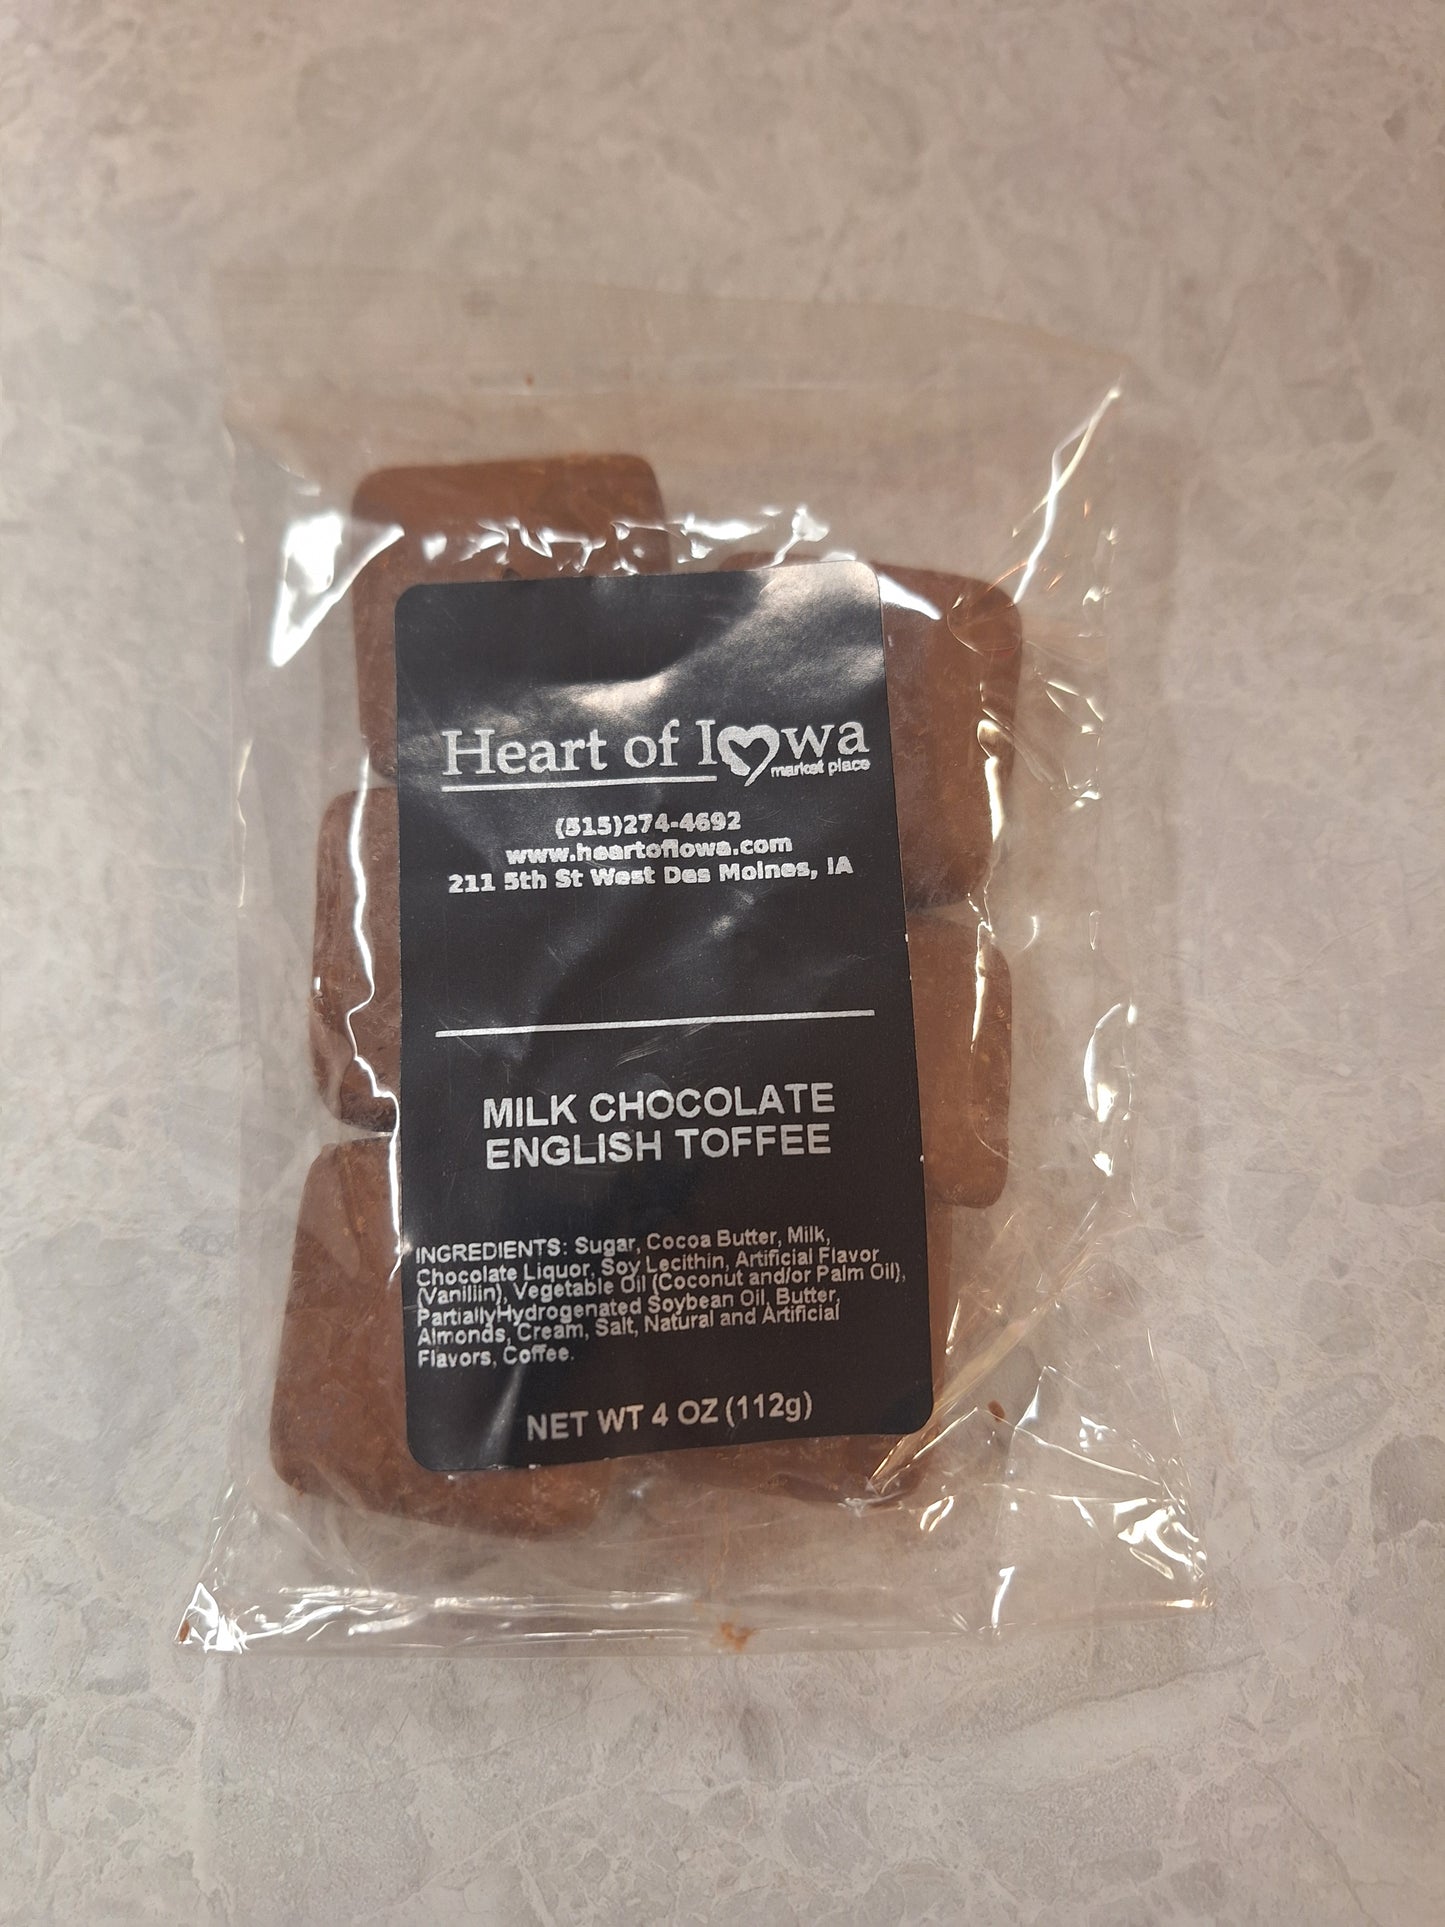 Heart of Iowa
market place
(515)274-4692
www.heartofiowa.com
211 5th St West Des Moines, IA
MILK CHOCOLATE
ENGLISH TOFFEE
INGREDIENTS: Sugar, Cocoa Butter, Milk,
Chocolate Liquor, Soy Lecithin, Artificial Flavor
(Vanillin), Vegetable Oil (Coconut and/or Palm Oil),
PartiallyHydrogenated Soybean Oil, Butter,
Almonds, Cream, Salt, Natural and Artificial
Flavors, Coffee.
NET WT 4 OZ (112g)